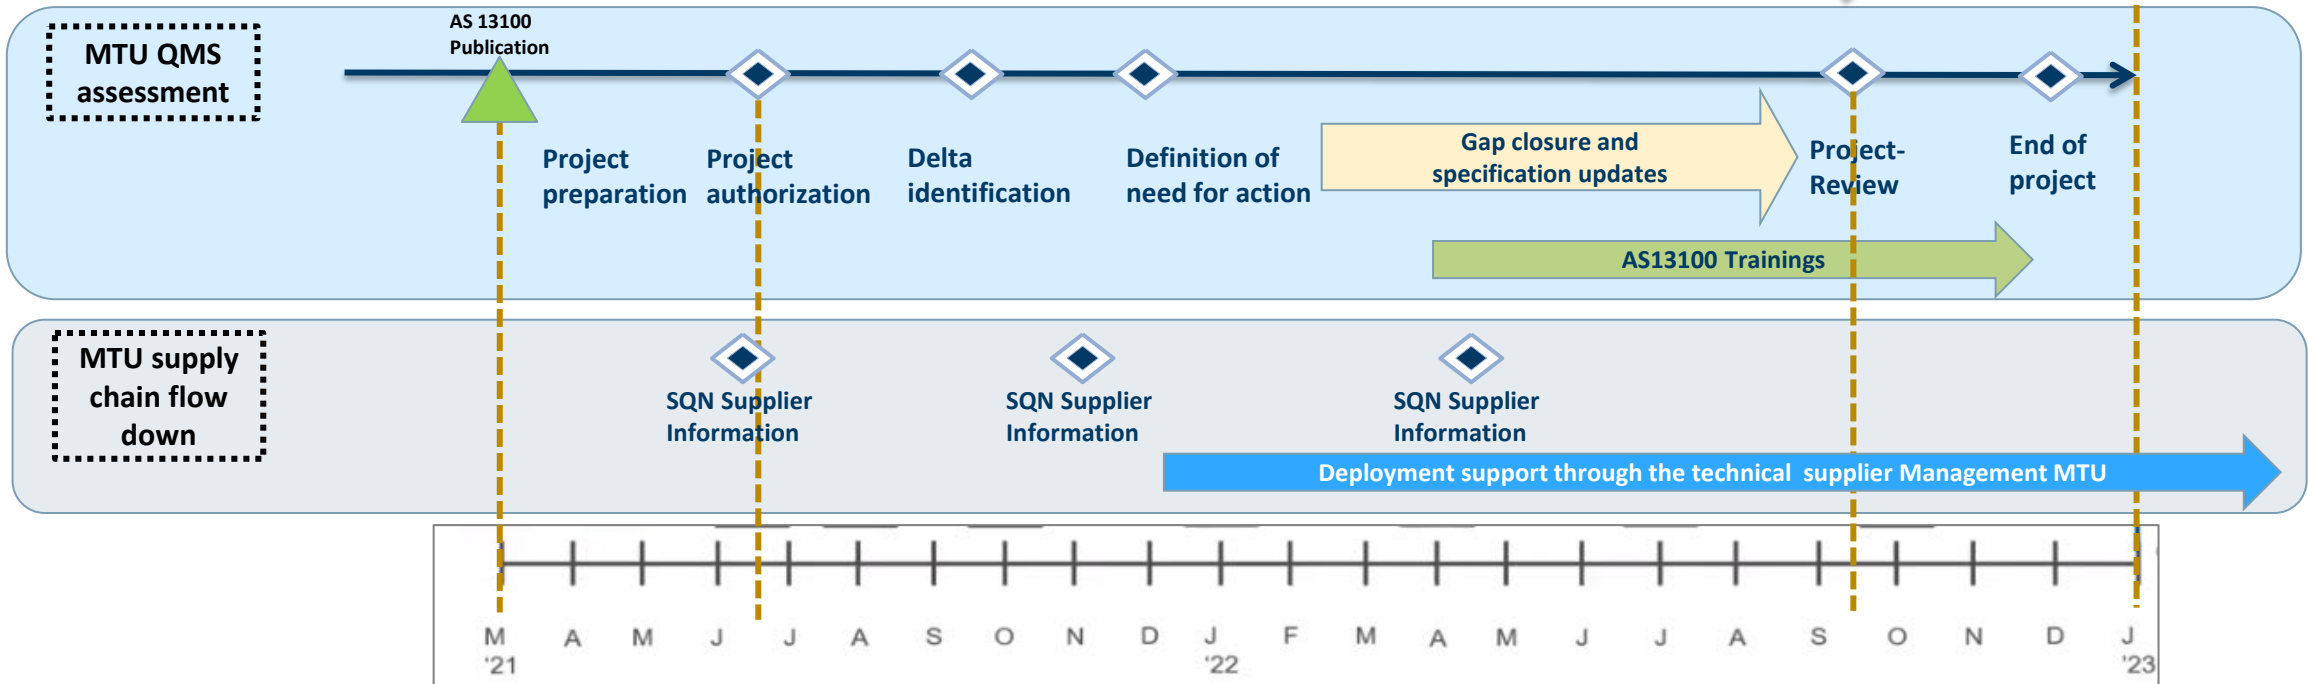 MTU QMS
assessment
AS 13100
Publication
Project
preparation
Project
authorization
Delta
identification
Definition of
need for action
Gap closure and
specification updates
Project-
Review
End of
project
AS13100 Trainings
MTU supply
chain flow
down
SQN Supplier
Information
SQN Supplier
Information
SQN Supplier
Information
Deployment support through the technical  supplier Management MTU
M A M J J A S O N D J F M A M J J A S O N D J
'21 '22 '23